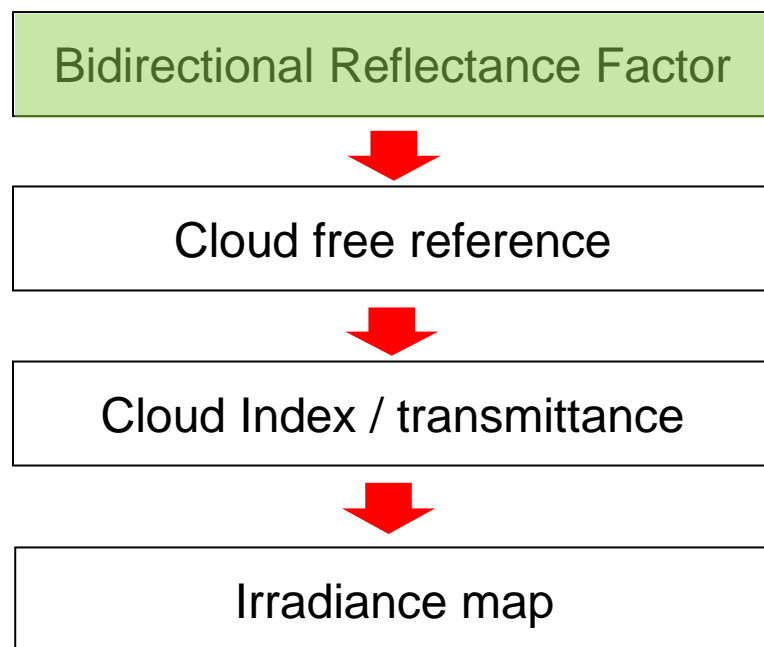 Bidirectional Reflectance Factor
Cloud free reference
Cloud Index / transmittance
Irradiance map